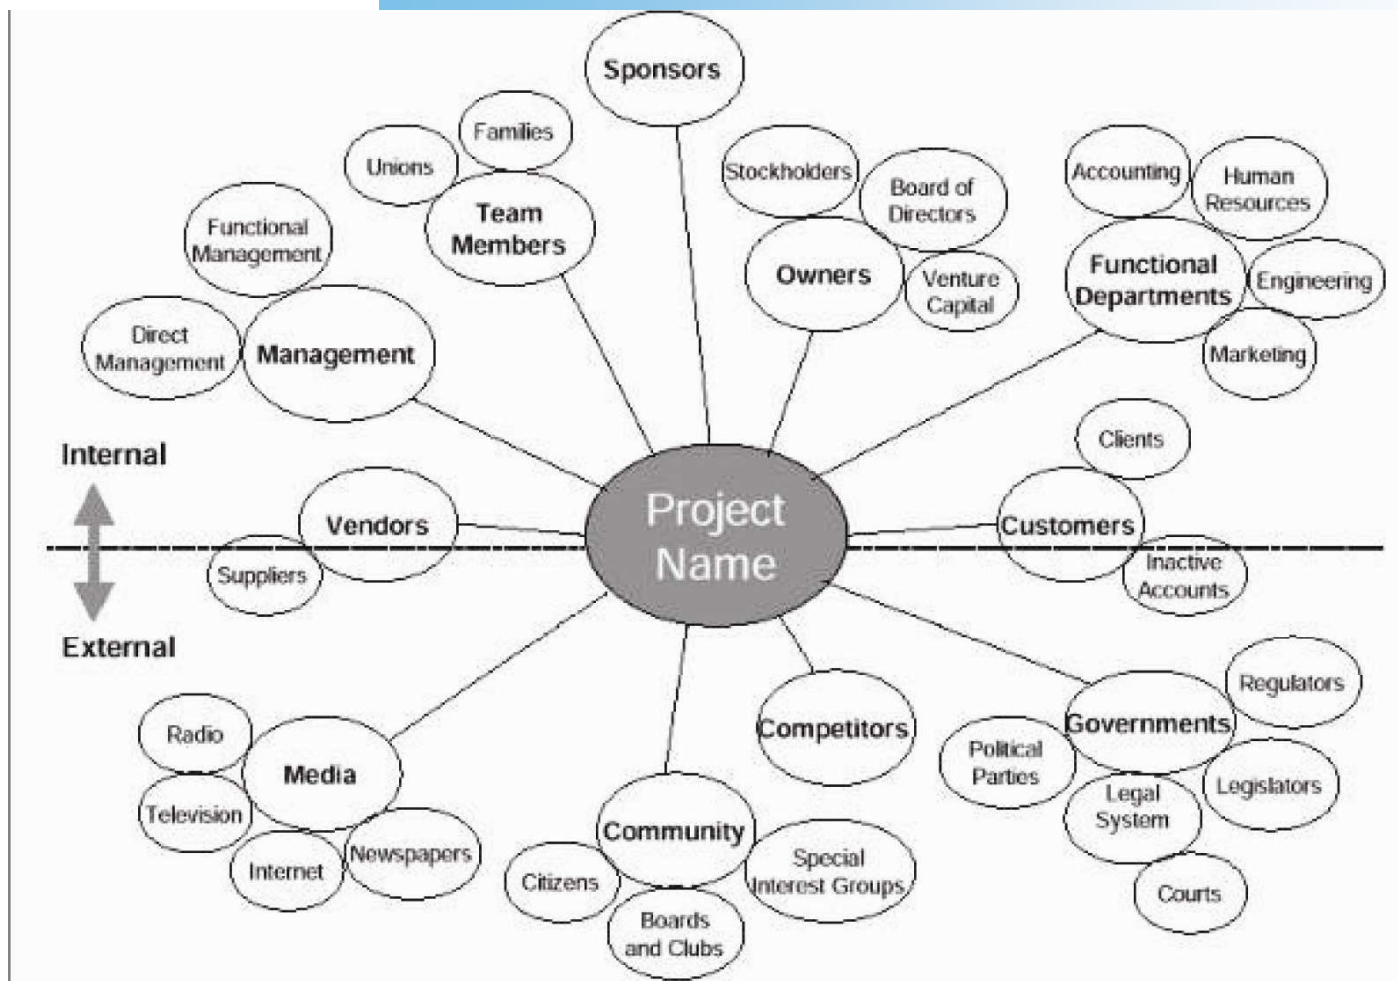 Sponsors
Families
Unions
Team
Members
Functional
Management
Direct
Management
Management
Stockholders
Board of
Directors
Owners
Venture
Capital
Accounting
Human
Resources
Functional
Departments
Engineering
Marketing
Internal
Clients
Vendors
Project
Name
Customers
Suppliers
Inactive
Accounts
External
Radio
Media
Television
Internet
Newspapers
Community
Citizens
Boards
and Clubs
Special
Interest Groups
Competitors
Governments
Regulators
Political
Parties
Legal
System
Legislators
Courts